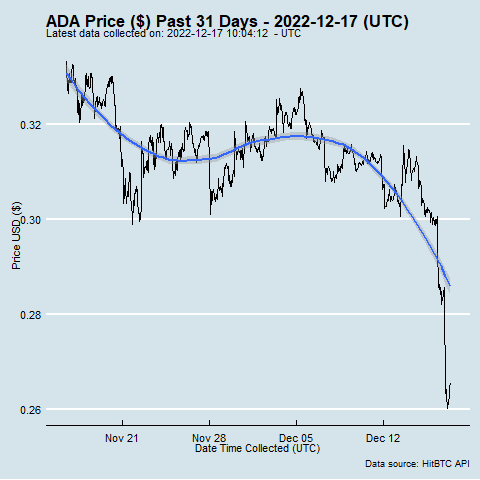 ADA Price ($) Past 31 Days - 2022-12-17 (UTC)
Latest data collected on: 2022-12-17 10:04:12 - UTC
Price USD ($)
0.32
0.30
0.28
0.26
Nov 21 Nov 28 Dec 05 Dec 12
Date Time Collected (UTC)
Data source: HitBTC API